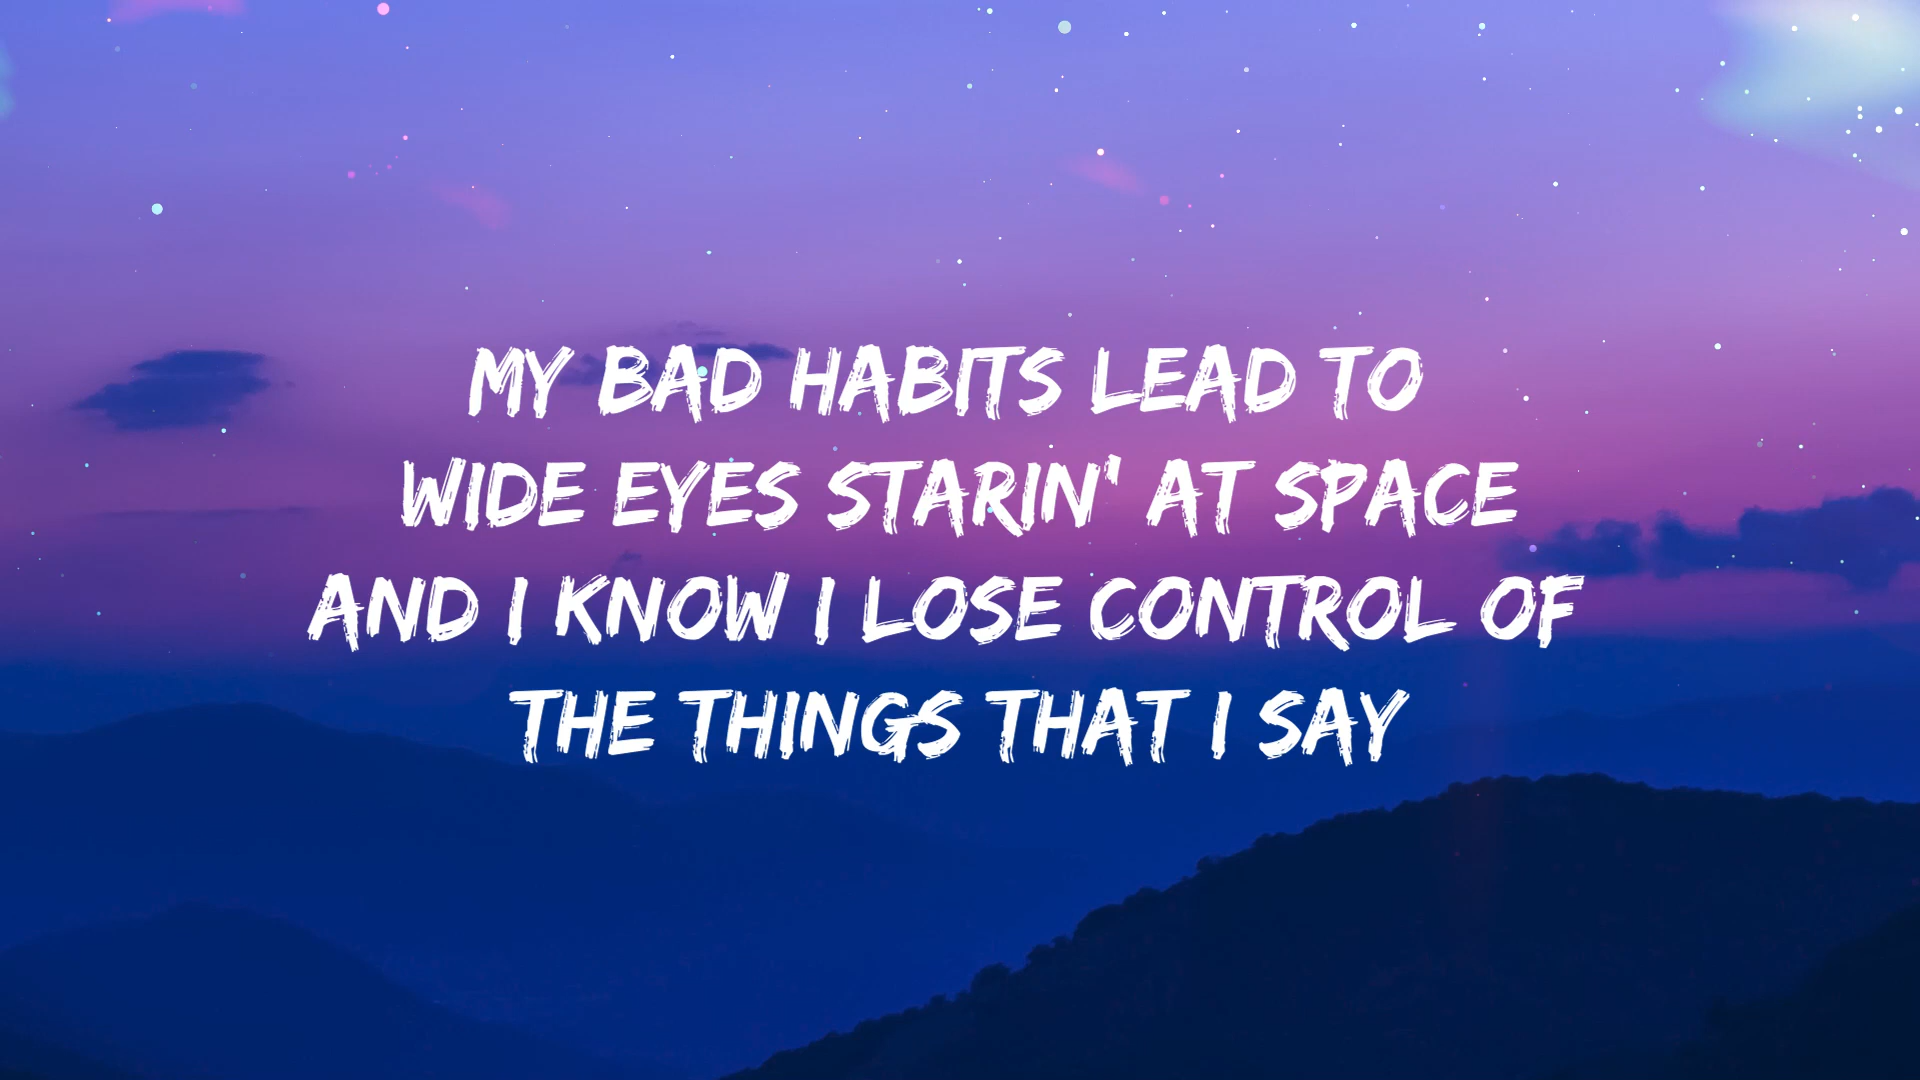 MY BAD HABITS LEAD TO
WIDE EYES STARIN' AT SPACE
AND I KNOW I LOSE CONTROL OF
THE THINGS THAT I SAY